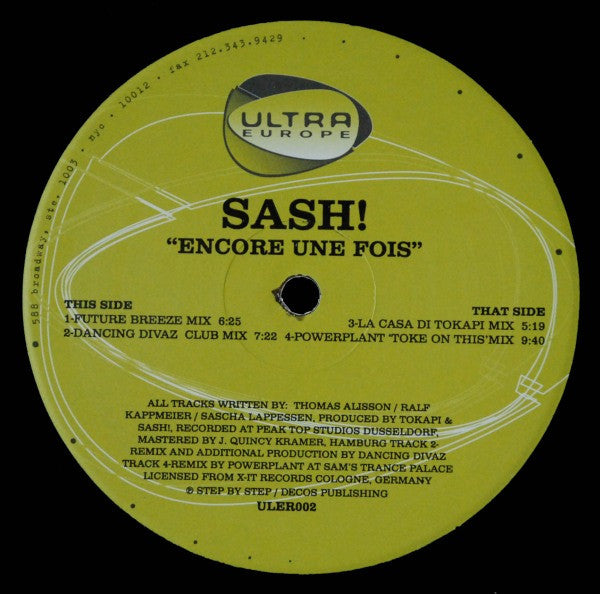 588 broadway, ste. 1003 · nyc · 10012 · fax 212.343.9429
ULTRA
EUROPE
SASH!
“ENCORE UNE FOIS”
THIS SIDE
1-FUTURE BREEZE MIX 6:25
2-DANCING DIVAZ CLUB MIX 7:22
THAT SIDE
3-LA CASA DI TOKAPI MIX 5:19
4-POWERPLANT ‘TOKE ON THIS’MIX 9:40
ALL TRACKS WRITTEN BY: THOMAS ALISSON / RALF
KAPPMEIER / SASCHA LAPPESSEN, PRODUCED BY TOKAPI &
SASH!, RECORDED AT PEAK TOP STUDIOS DUSSELDORF,
MASTERED BY J. QUINCY KRAMER, HAMBURG TRACK 2-
REMIX AND ADDITIONAL PRODUCTION BY DANCING DIVAZ
TRACK 4-REMIX BY POWERPLANT AT SAM’S TRANCE PALACE
LICENSED FROM X-IT RECORDS COLOGNE, GERMANY
℗ STEP BY STEP / DECOS PUBLISHING
ULER002